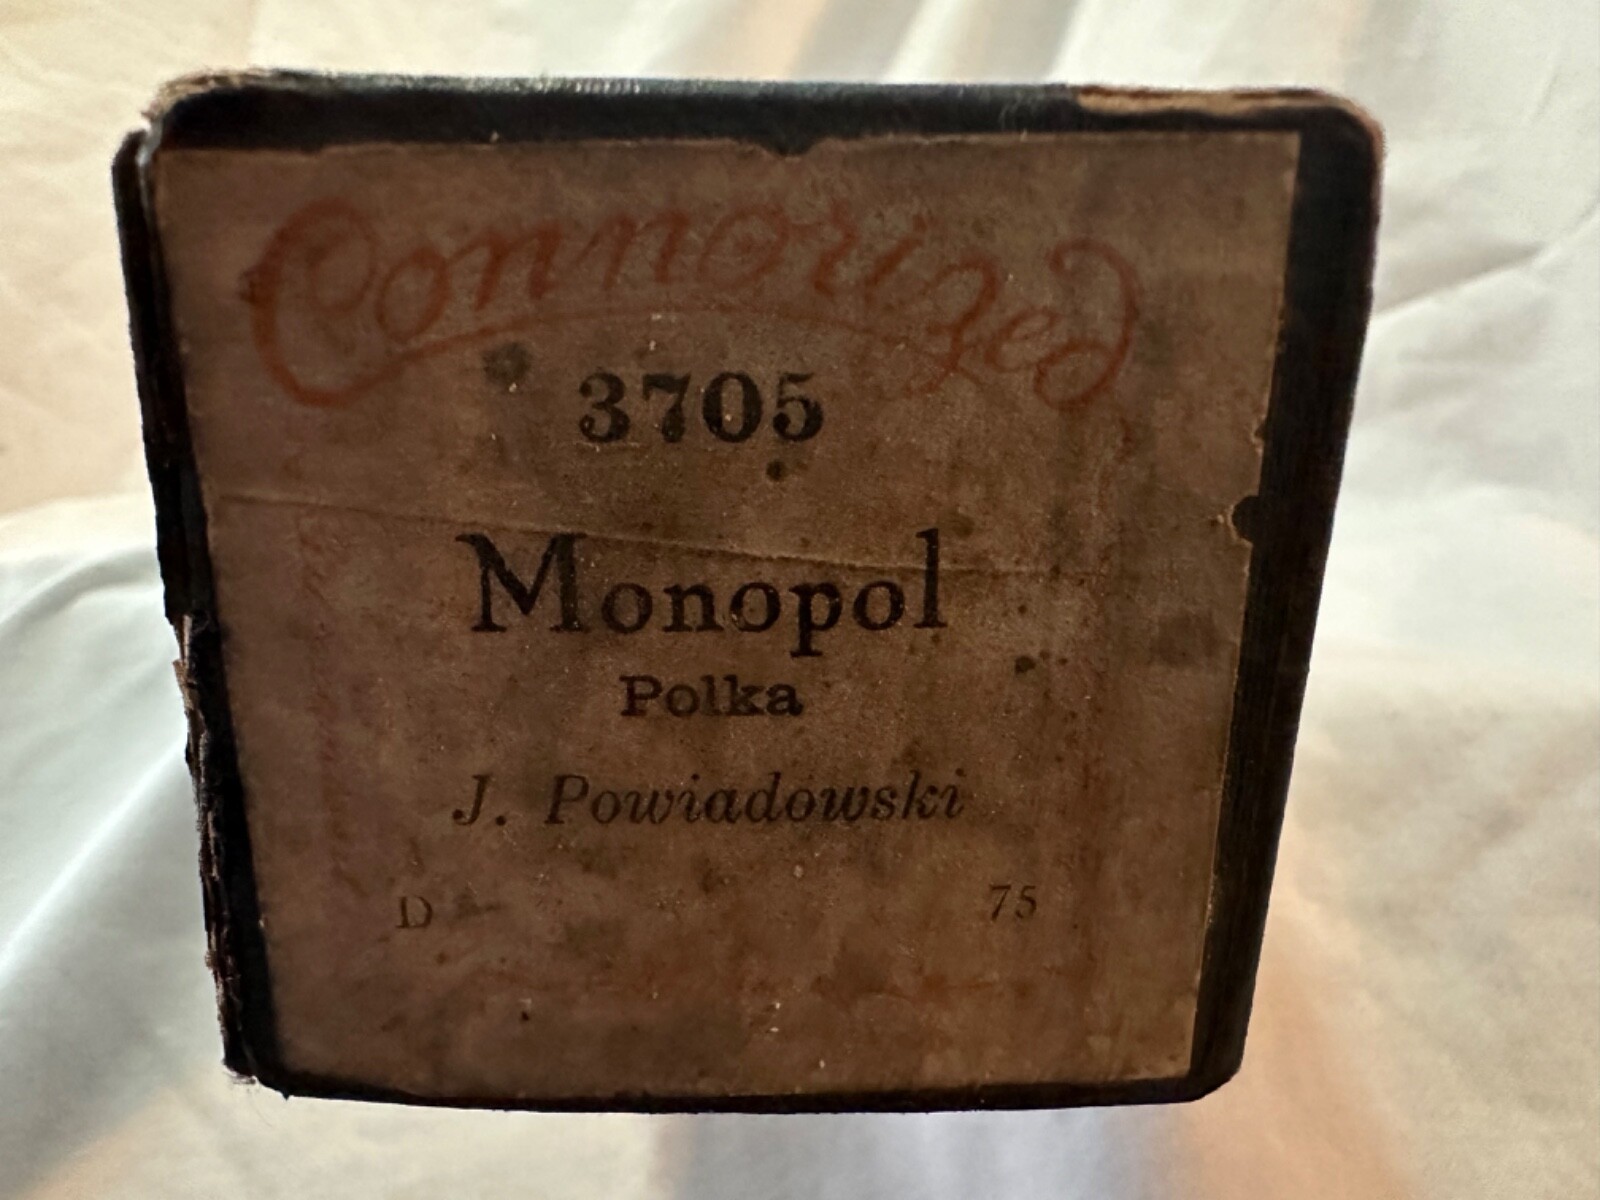 Connorized
3705
Monopol
Polka
J. Powiadowski
D 75